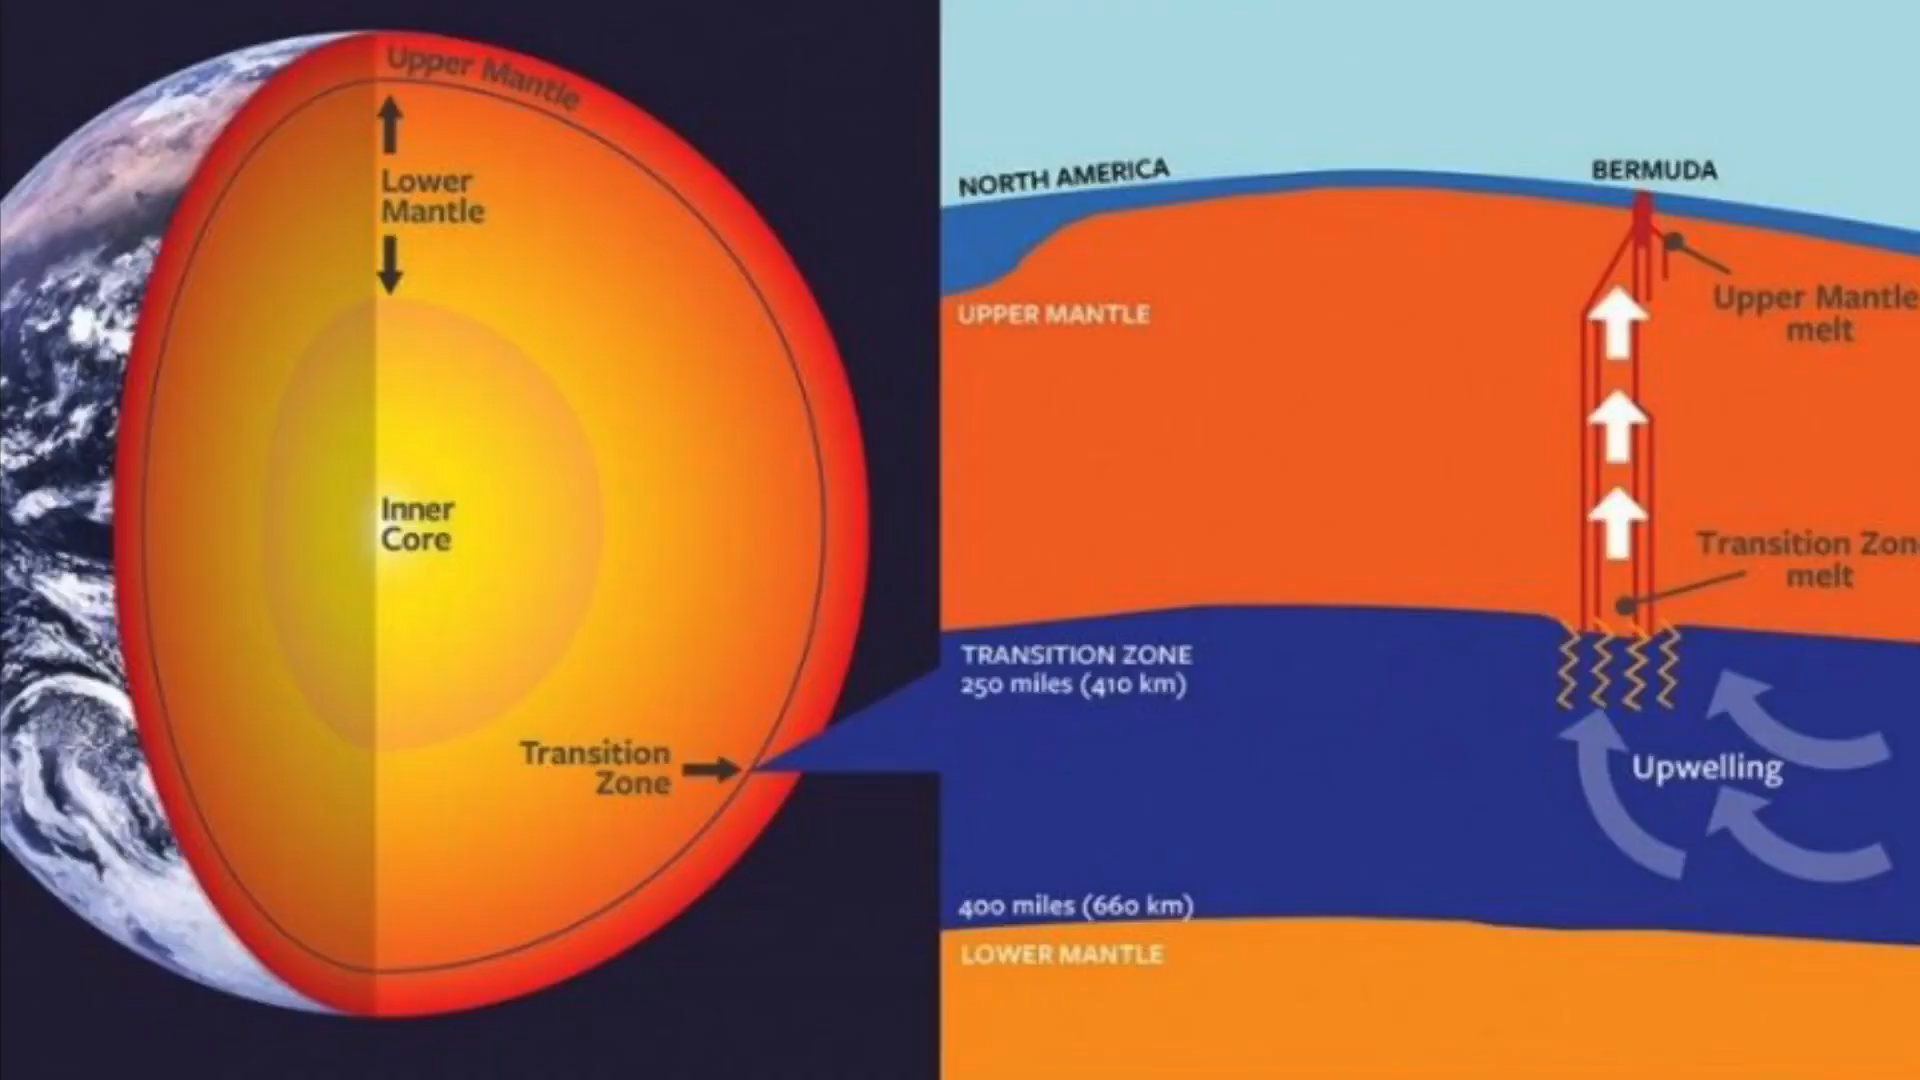 Upper Mantle
Lower
Mantle
Inner
Core
Transition
Zone
NORTH AMERICA
BERMUDA
UPPER MANTLE
Upper Mantle
melt
Transition Zon
melt
TRANSITION ZONE
250 miles (410 km)
Upwelling
400 miles (660 km)
LOWER MANTLE